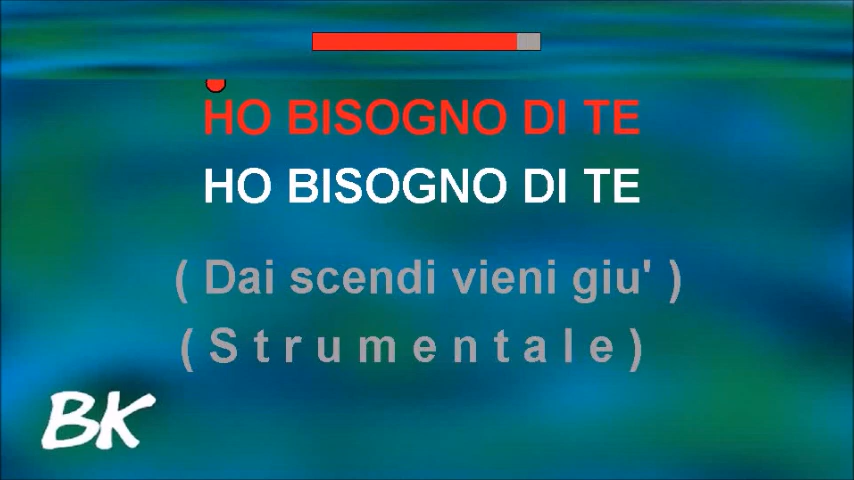 HO BISOGNO DI TE
HO BISOGNO DI TE
( Dai scendi vieni giu' )
( S t r u m e n t a l e )
BK